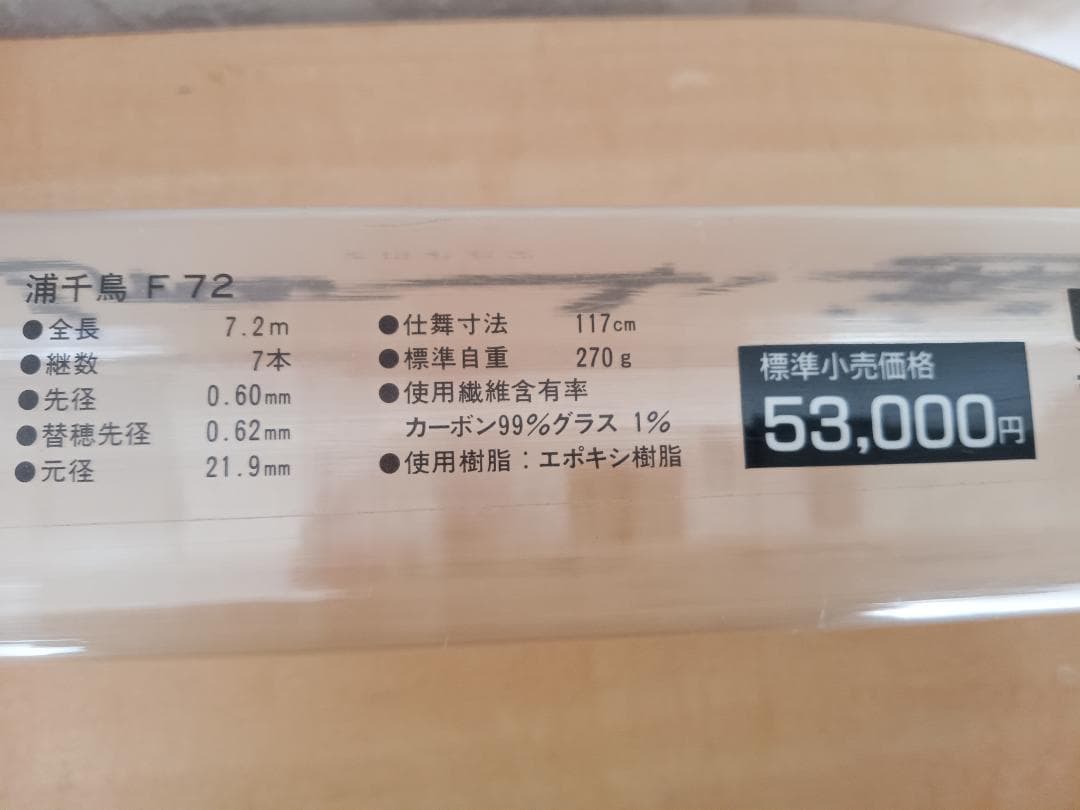 浦千鳥 F 72
●全長 7.2m
●継数 7本
●先径 0.60mm
●替穂先径 0.62mm
●元径 21.9mm
●仕舞寸法 117cm
●標準自重 270g
●使用繊維含有率
カーボン99%グラス 1%
●使用樹脂：エポキシ樹脂
標準小売価格
53,000円